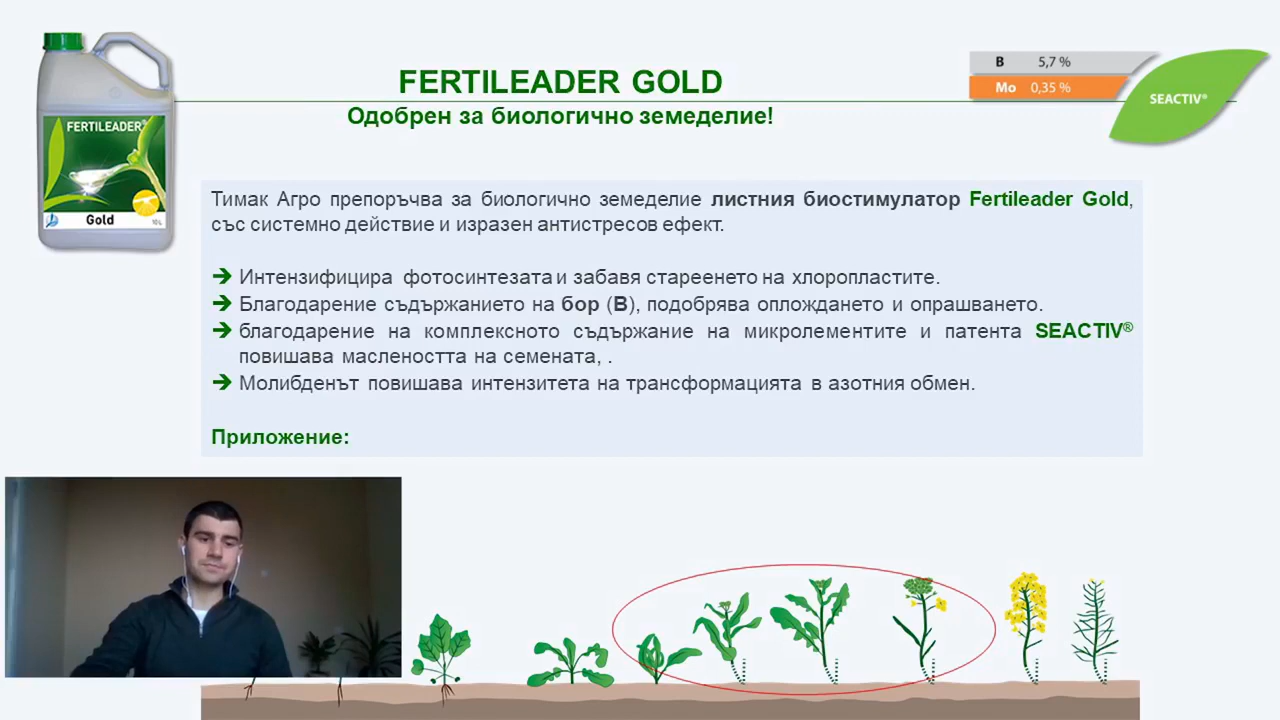 FERTILEADER GOLD
Одобрен за биологично земеделие!
B 5,7 %
Mo 0,35 %
SEACTIV®
FERTILEADER®
Gold
10 L
Тимак Агро препоръчва за биологично земеделие листния биостимулатор Fertileader Gold,
със системно действие и изразен антистресов ефект.
➔ Интензифицира фотосинтезата и забавя стареенето на хлоропластите.
➔ Благодарение съдържанието на бор (B), подобрява оплождането и опрашването.
➔ благодарение на комплексното съдържание на микролементите и патента SEACTIV®
повишава маслеността на семената, .
➔ Молибденът повишава интензитета на трансформацията в азотния обмен.
Приложение: